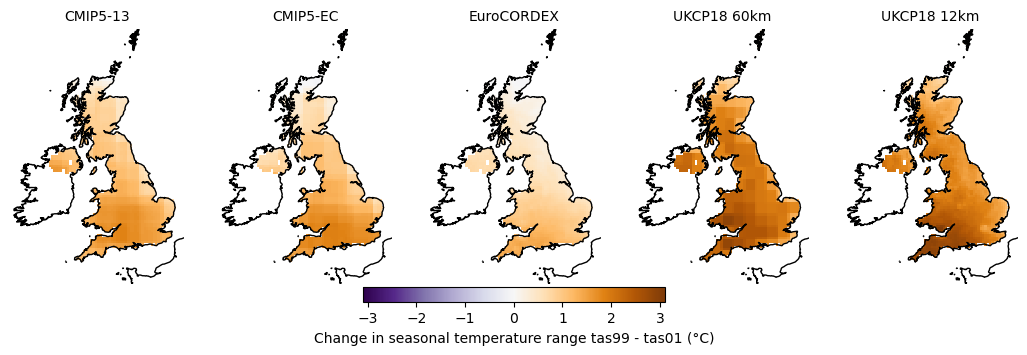 CMIP5-13 CMIP5-EC EuroCORDEX UKCP18 60km UKCP18 12km
−3 −2 −1 0 1 2 3
Change in seasonal temperature range tas99 - tas01 (°C)